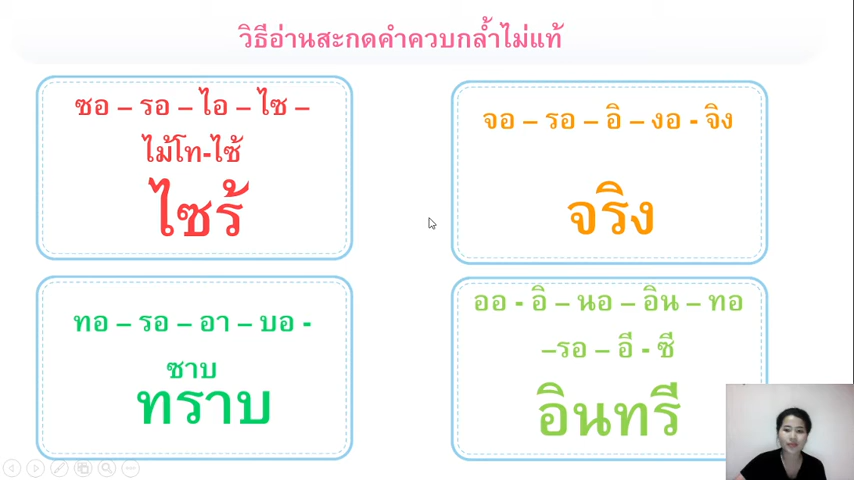 วิธีอ่านสะกดคำควบกล้ำไม่แท้
ซอ – รอ – ไอ – ไซ –
ไม้โท-ไซ้
ไซร้
จอ – รอ – อิ – งอ - จิง
จริง
ทอ – รอ – อา – บอ -
ซาบ
ทราบ
ออ - อิ – นอ – อิน – ทอ
–รอ – อี - ซี
อินทรี